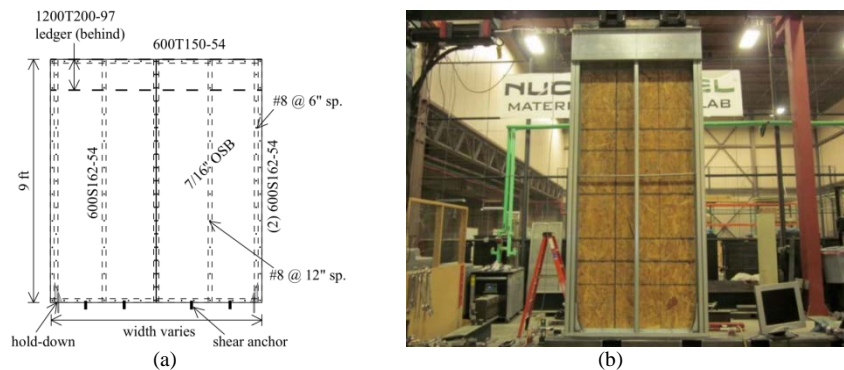 1200T200-97
ledger (behind)
600T150-54
#8 @ 6" sp.
9 ft
600S162-54
7/16" OSB
(2) 600S162-54
#8 @ 12" sp.
width varies
hold-down
shear anchor
(a)
NUC
EL
MATER
LAB
(b)